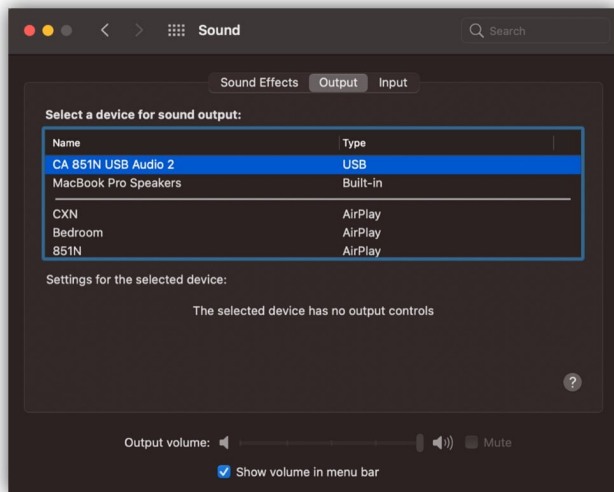 Sound
Search
Sound Effects Output Input
Select a device for sound output:
Name Type
CA 851N USB Audio 2 USB
MacBook Pro Speakers Built-in
CXN AirPlay
Bedroom AirPlay
851N AirPlay
Settings for the selected device:
The selected device has no output controls
?
Output volume: Mute
Show volume in menu bar